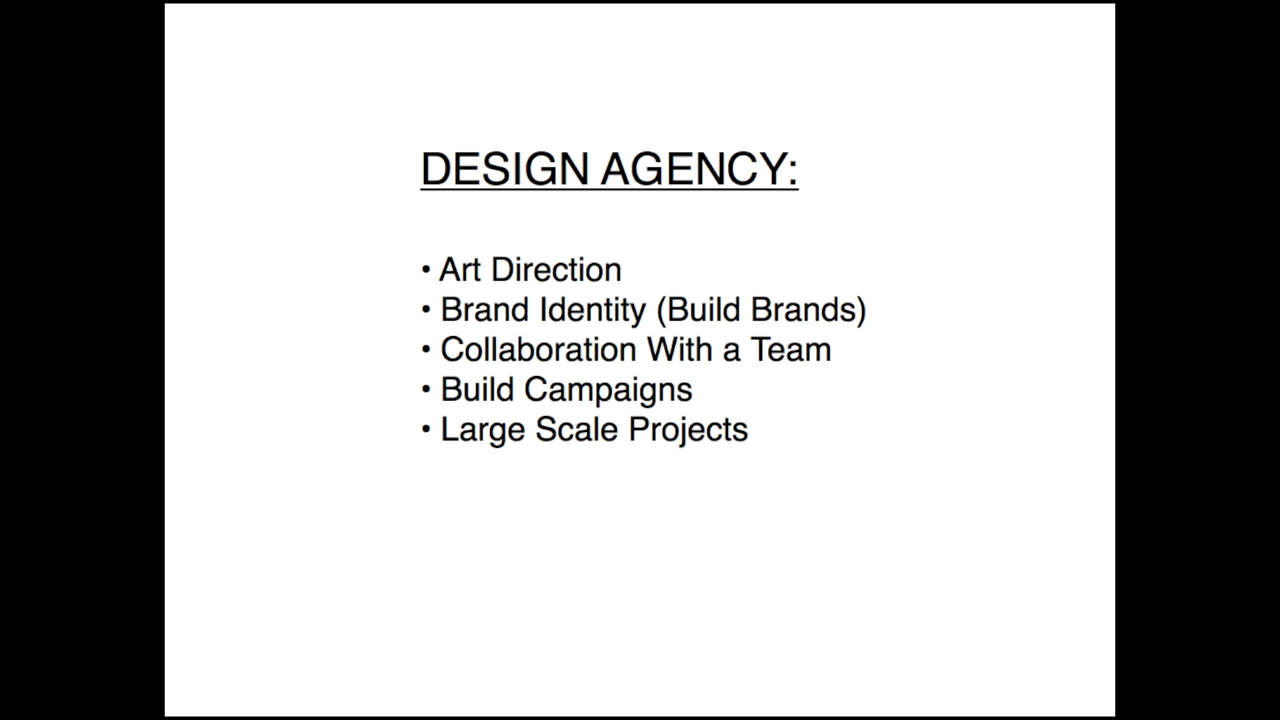 DESIGN AGENCY:
• Art Direction
• Brand Identity (Build Brands)
• Collaboration With a Team
• Build Campaigns
• Large Scale Projects